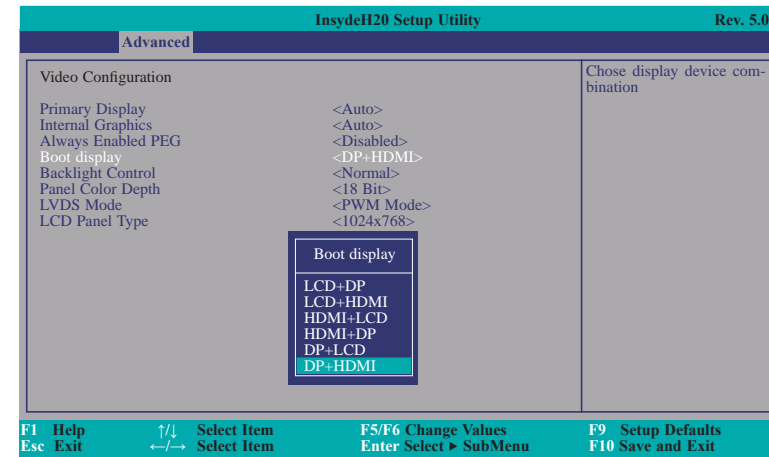 InsydeH20 Setup Utility Rev. 5.0
Advanced
Video Configuration
Primary Display <Auto>
Internal Graphics <Auto>
Always Enabled PEG <Disabled>
Boot display <DP+HDMI>
Backlight Control <Normal>
Panel Color Depth <18 Bit>
LVDS Mode <PWM Mode>
LCD Panel Type <1024x768>
Chose display device com-
bination
Boot display
LCD+DP
LCD+HDMI
HDMI+LCD
HDMI+DP
DP+LCD
DP+HDMI
F1 Help ↑/↓ Select Item F5/F6 Change Values F9 Setup Defaults
Esc Exit ←/→ Select Item Enter Select ▶ SubMenu F10 Save and Exit